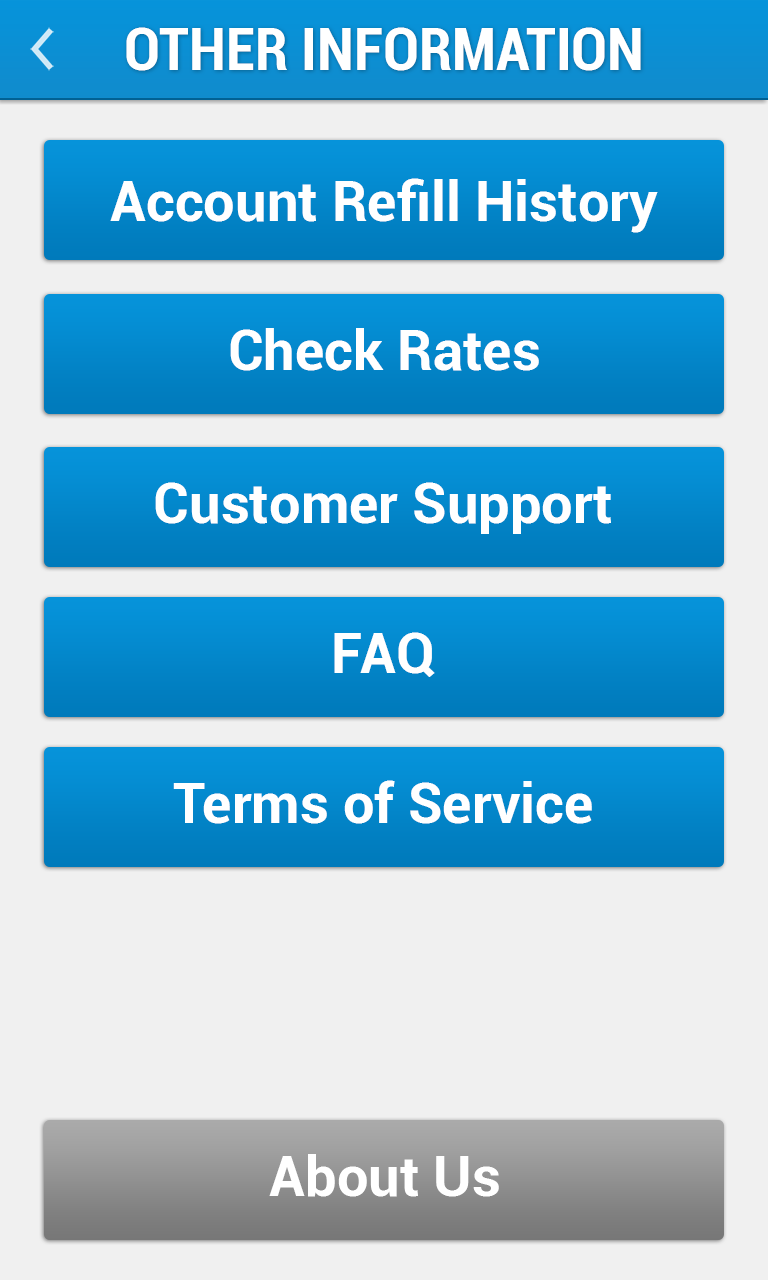 OTHER INFORMATION
Account Refill History
Check Rates
Customer Support
FAQ
Terms of Service
About Us